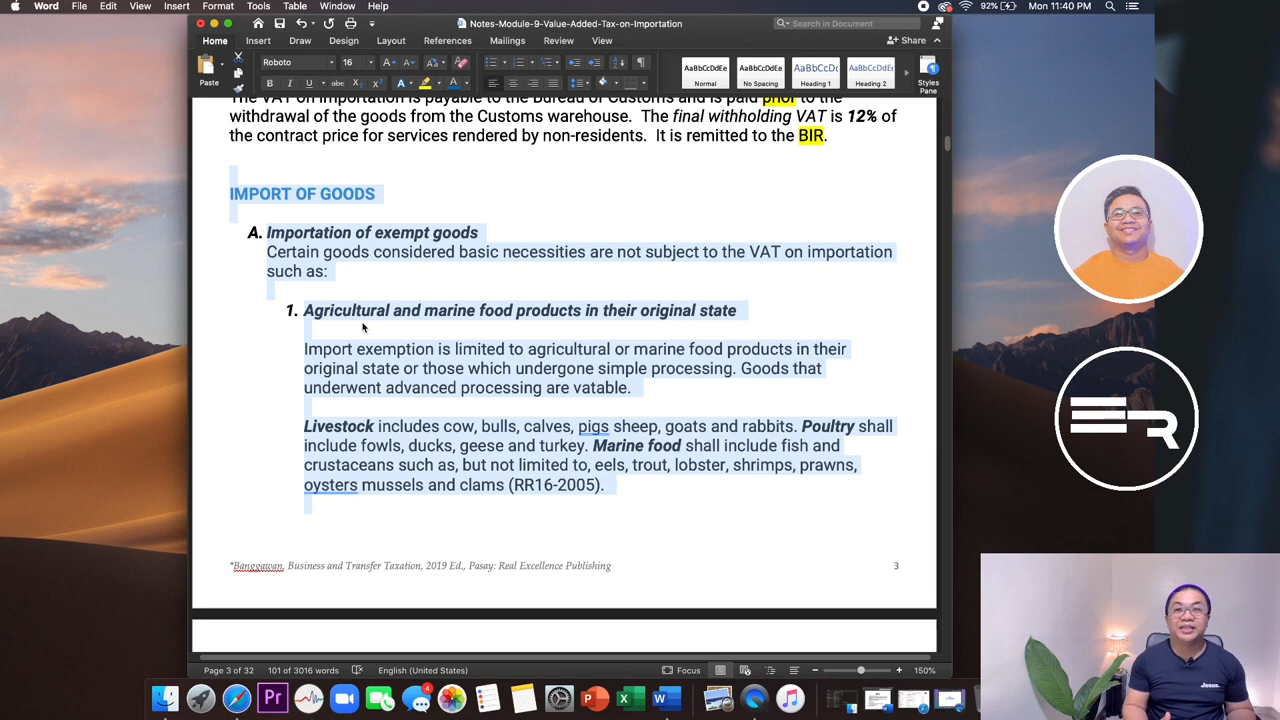 Word File Edit View Insert Format Tools Table Window Help 92% Mon 11:40 PM
Notes-Module-9-Value-Added-Tax-on-Importation
Search in Document
Home Insert Draw Design Layout References Mailings Review View Share
Paste
Roboto 16
AaBbCcDdEe AaBbCcDdEe AaBbCcDc AaBbCcDdEe
Normal No Spacing Heading 1 Heading 2
Styles
Pane
The VAT on importation is payable to the Bureau of Customs and is paid prior to the
withdrawal of the goods from the Customs warehouse. The final withholding VAT is 12% of
the contract price for services rendered by non-residents. It is remitted to the BIR.
IMPORT OF GOODS
A. Importation of exempt goods
Certain goods considered basic necessities are not subject to the VAT on importation
such as:
1. Agricultural and marine food products in their original state
Import exemption is limited to agricultural or marine food products in their
original state or those which undergone simple processing. Goods that
underwent advanced processing are vatable.
Livestock includes cow, bulls, calves, pigs sheep, goats and rabbits. Poultry shall
include fowls, ducks, geese and turkey. Marine food shall include fish and
crustaceans such as, but not limited to, eels, trout, lobster, shrimps, prawns,
oysters mussels and clams (RR16-2005).
*Banggawan, Business and Transfer Taxation, 2019 Ed., Pasay: Real Excellence Publishing 3
Page 3 of 32 101 of 3016 words English (United States) Focus 150%
ER
Jesus.
Pr
4